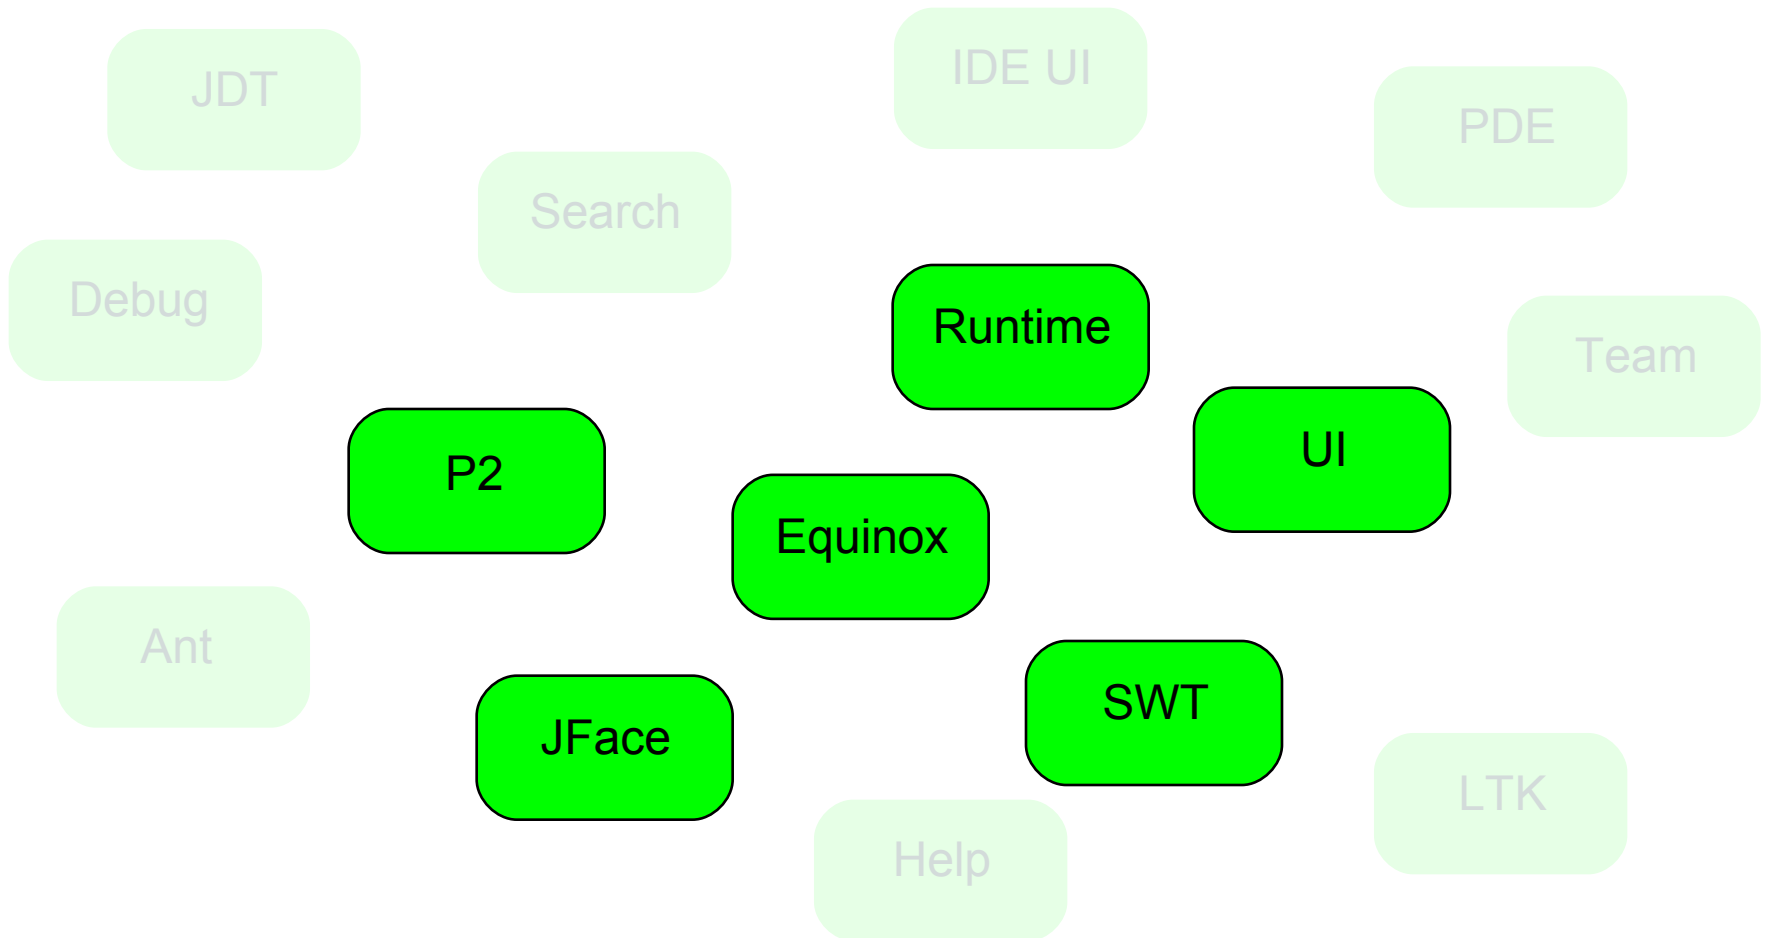 IDE UI
JDT
PDE
Search
Debug
Runtime
Team
UI
P2
Equinox
Ant
SWT
JFace
LTK
Help